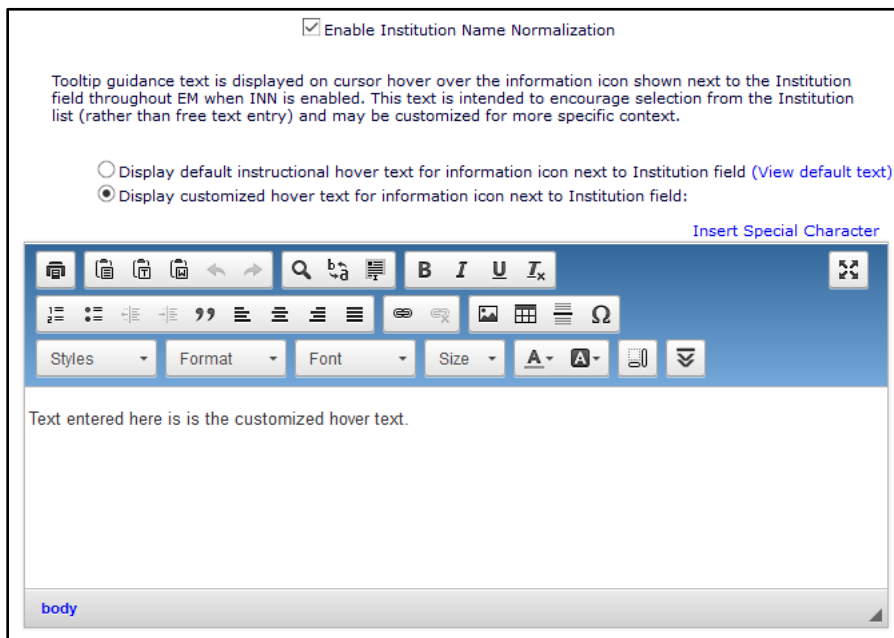 Enable Institution Name Normalization
Tooltip guidance text is displayed on cursor hover over the information icon shown next to the Institution
field throughout EM when INN is enabled. This text is intended to encourage selection from the Institution
list (rather than free text entry) and may be customized for more specific context.
Display default instructional hover text for information icon next to Institution field (View default text)
Display customized hover text for information icon next to Institution field:
Insert Special Character
B I U Tx
Styles Format Font Size A A
Text entered here is is the customized hover text.
body